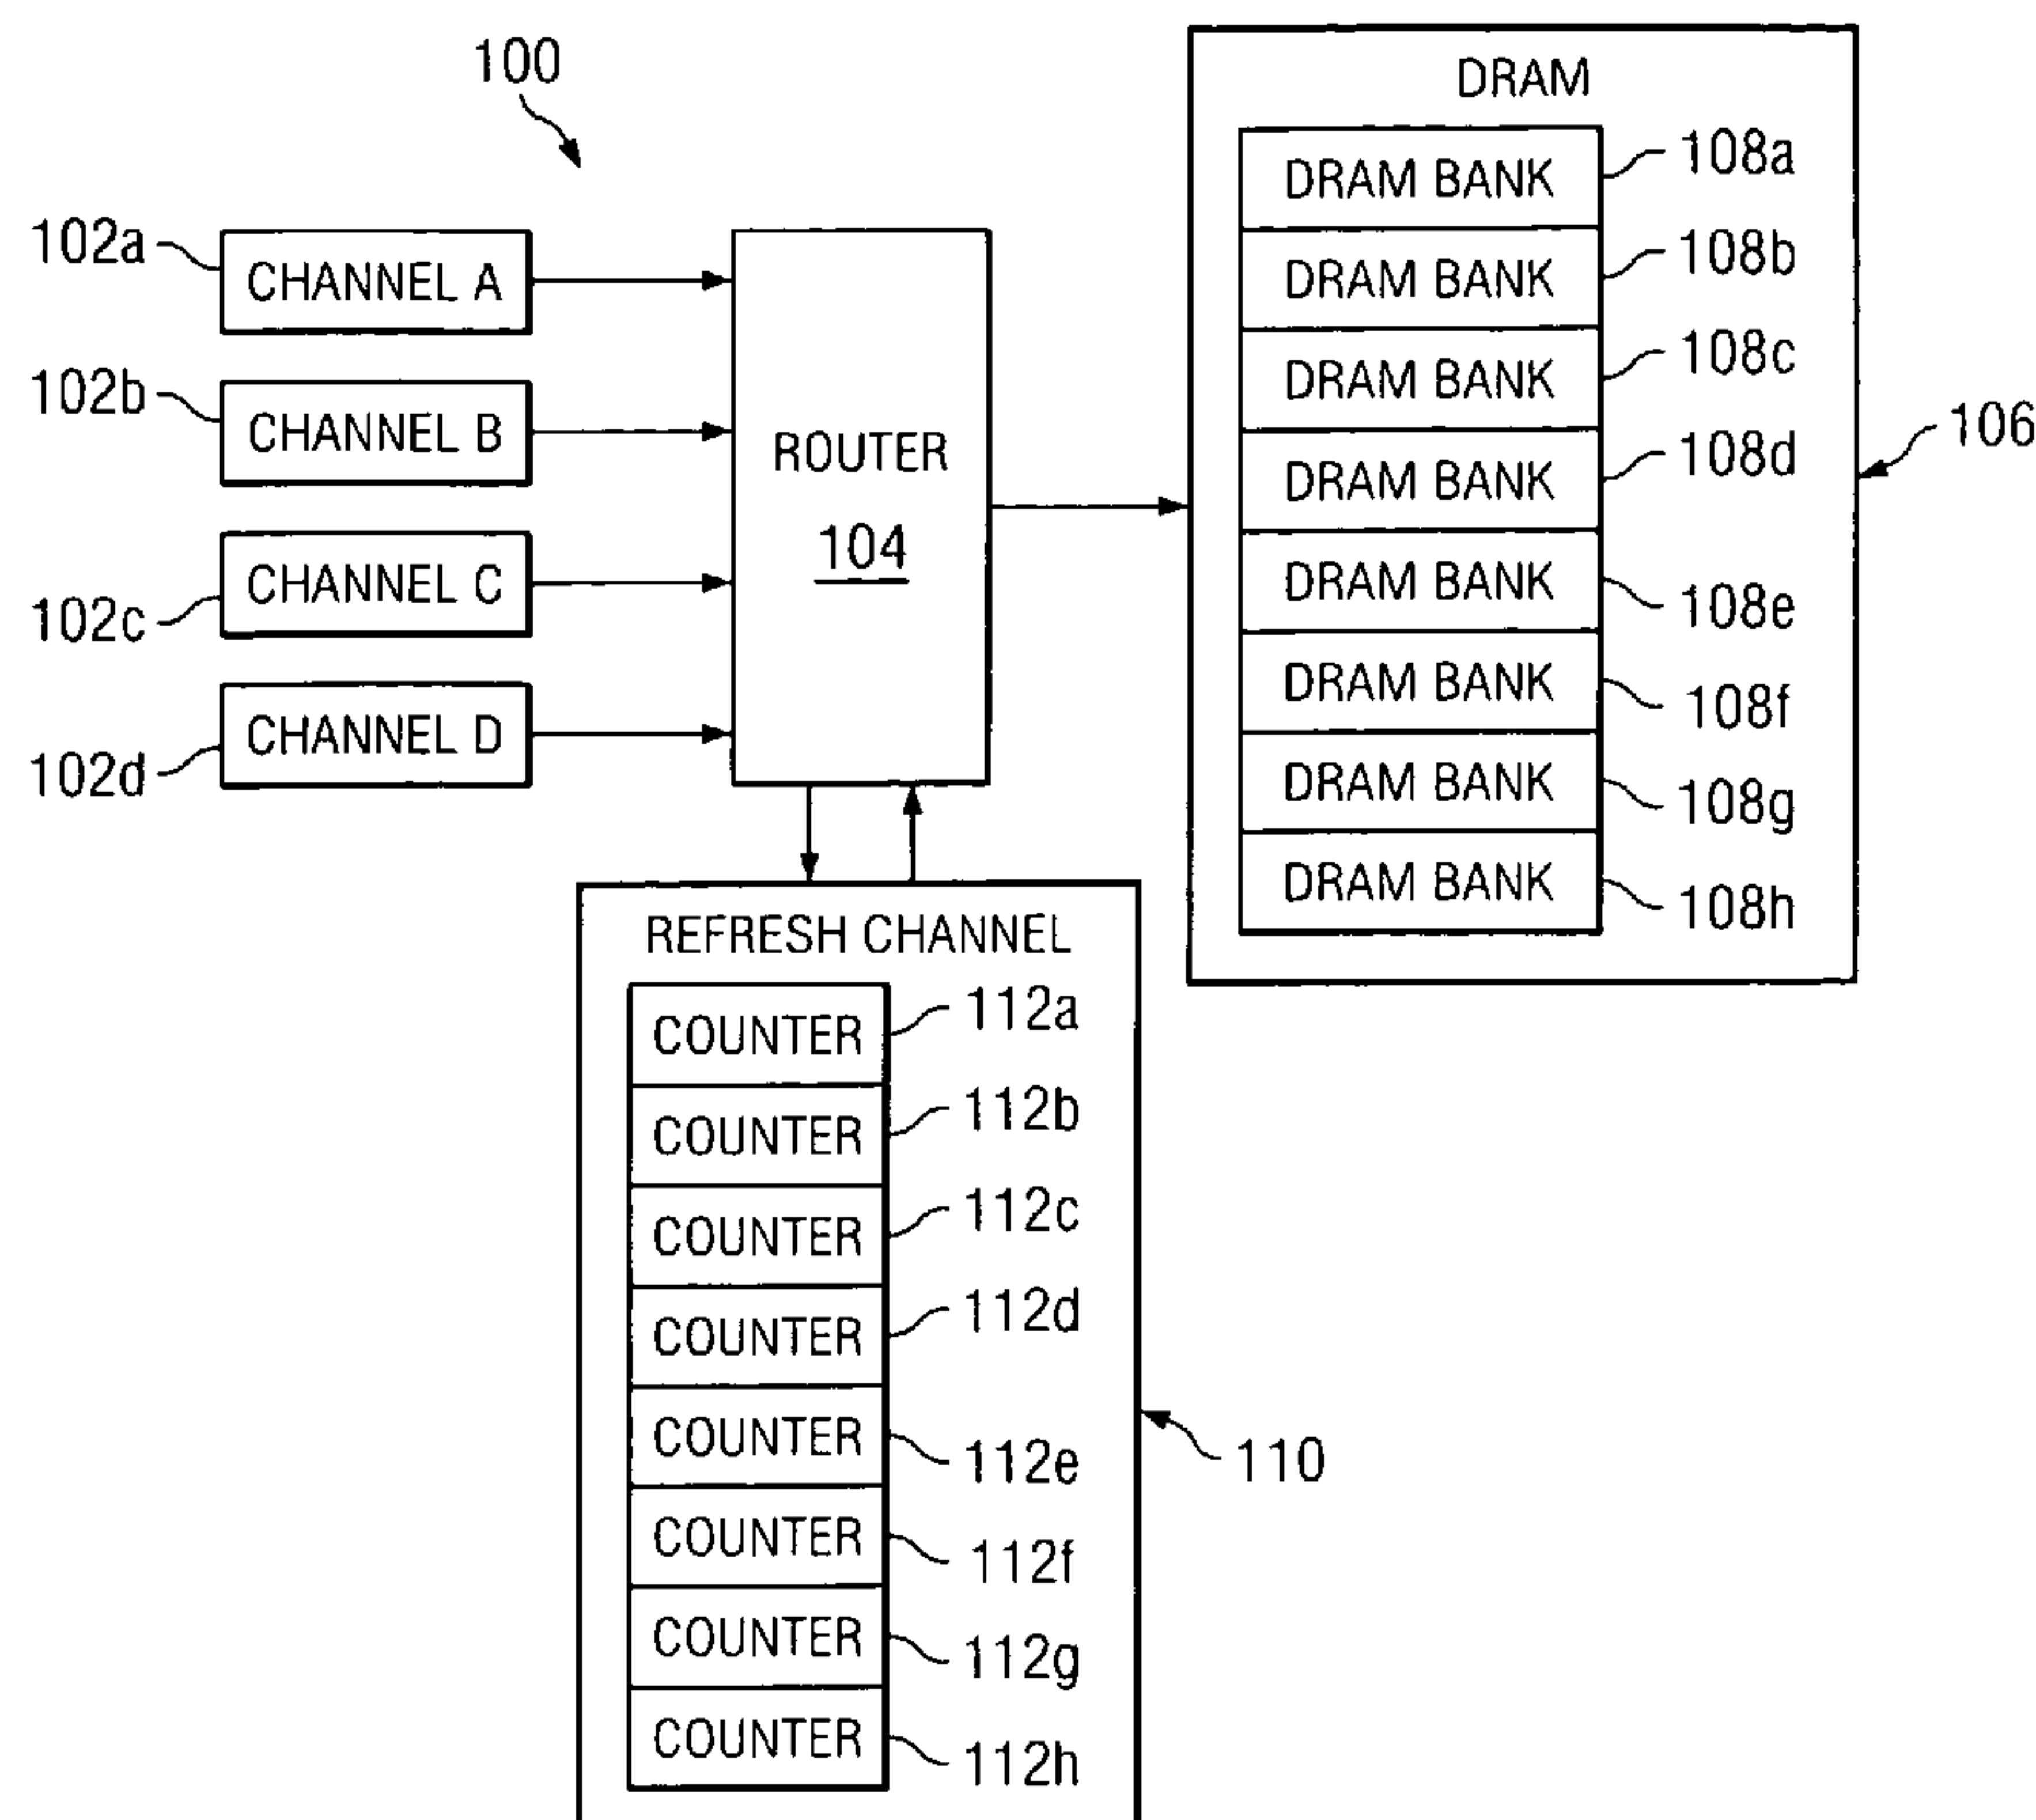 100
102a
CHANNEL A
102b
CHANNEL B
102c
CHANNEL C
102d
CHANNEL D
ROUTER
104
DRAM
DRAM BANK 108a
DRAM BANK 108b
DRAM BANK 108c
DRAM BANK 108d
DRAM BANK 108e
DRAM BANK 108f
DRAM BANK 108g
DRAM BANK 108h
106
REFRESH CHANNEL
COUNTER 112a
COUNTER 112b
COUNTER 112c
COUNTER 112d
COUNTER 112e
COUNTER 112f
COUNTER 112g
COUNTER 112h
110